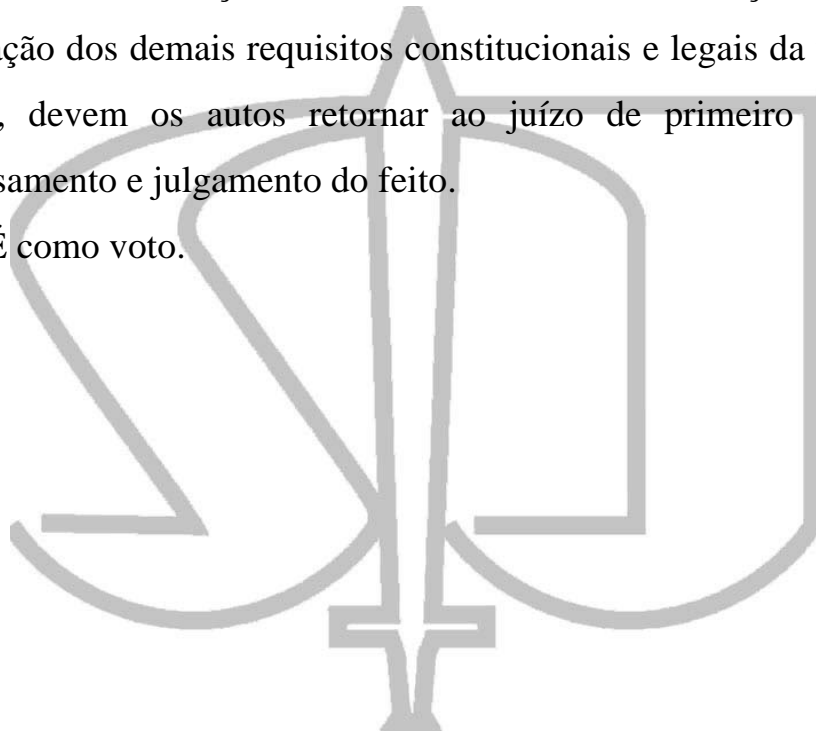 ação dos demais requisitos constitucionais e legais da
, devem os autos retornar ao juízo de primeiro
samento e julgamento do feito.
É como voto.